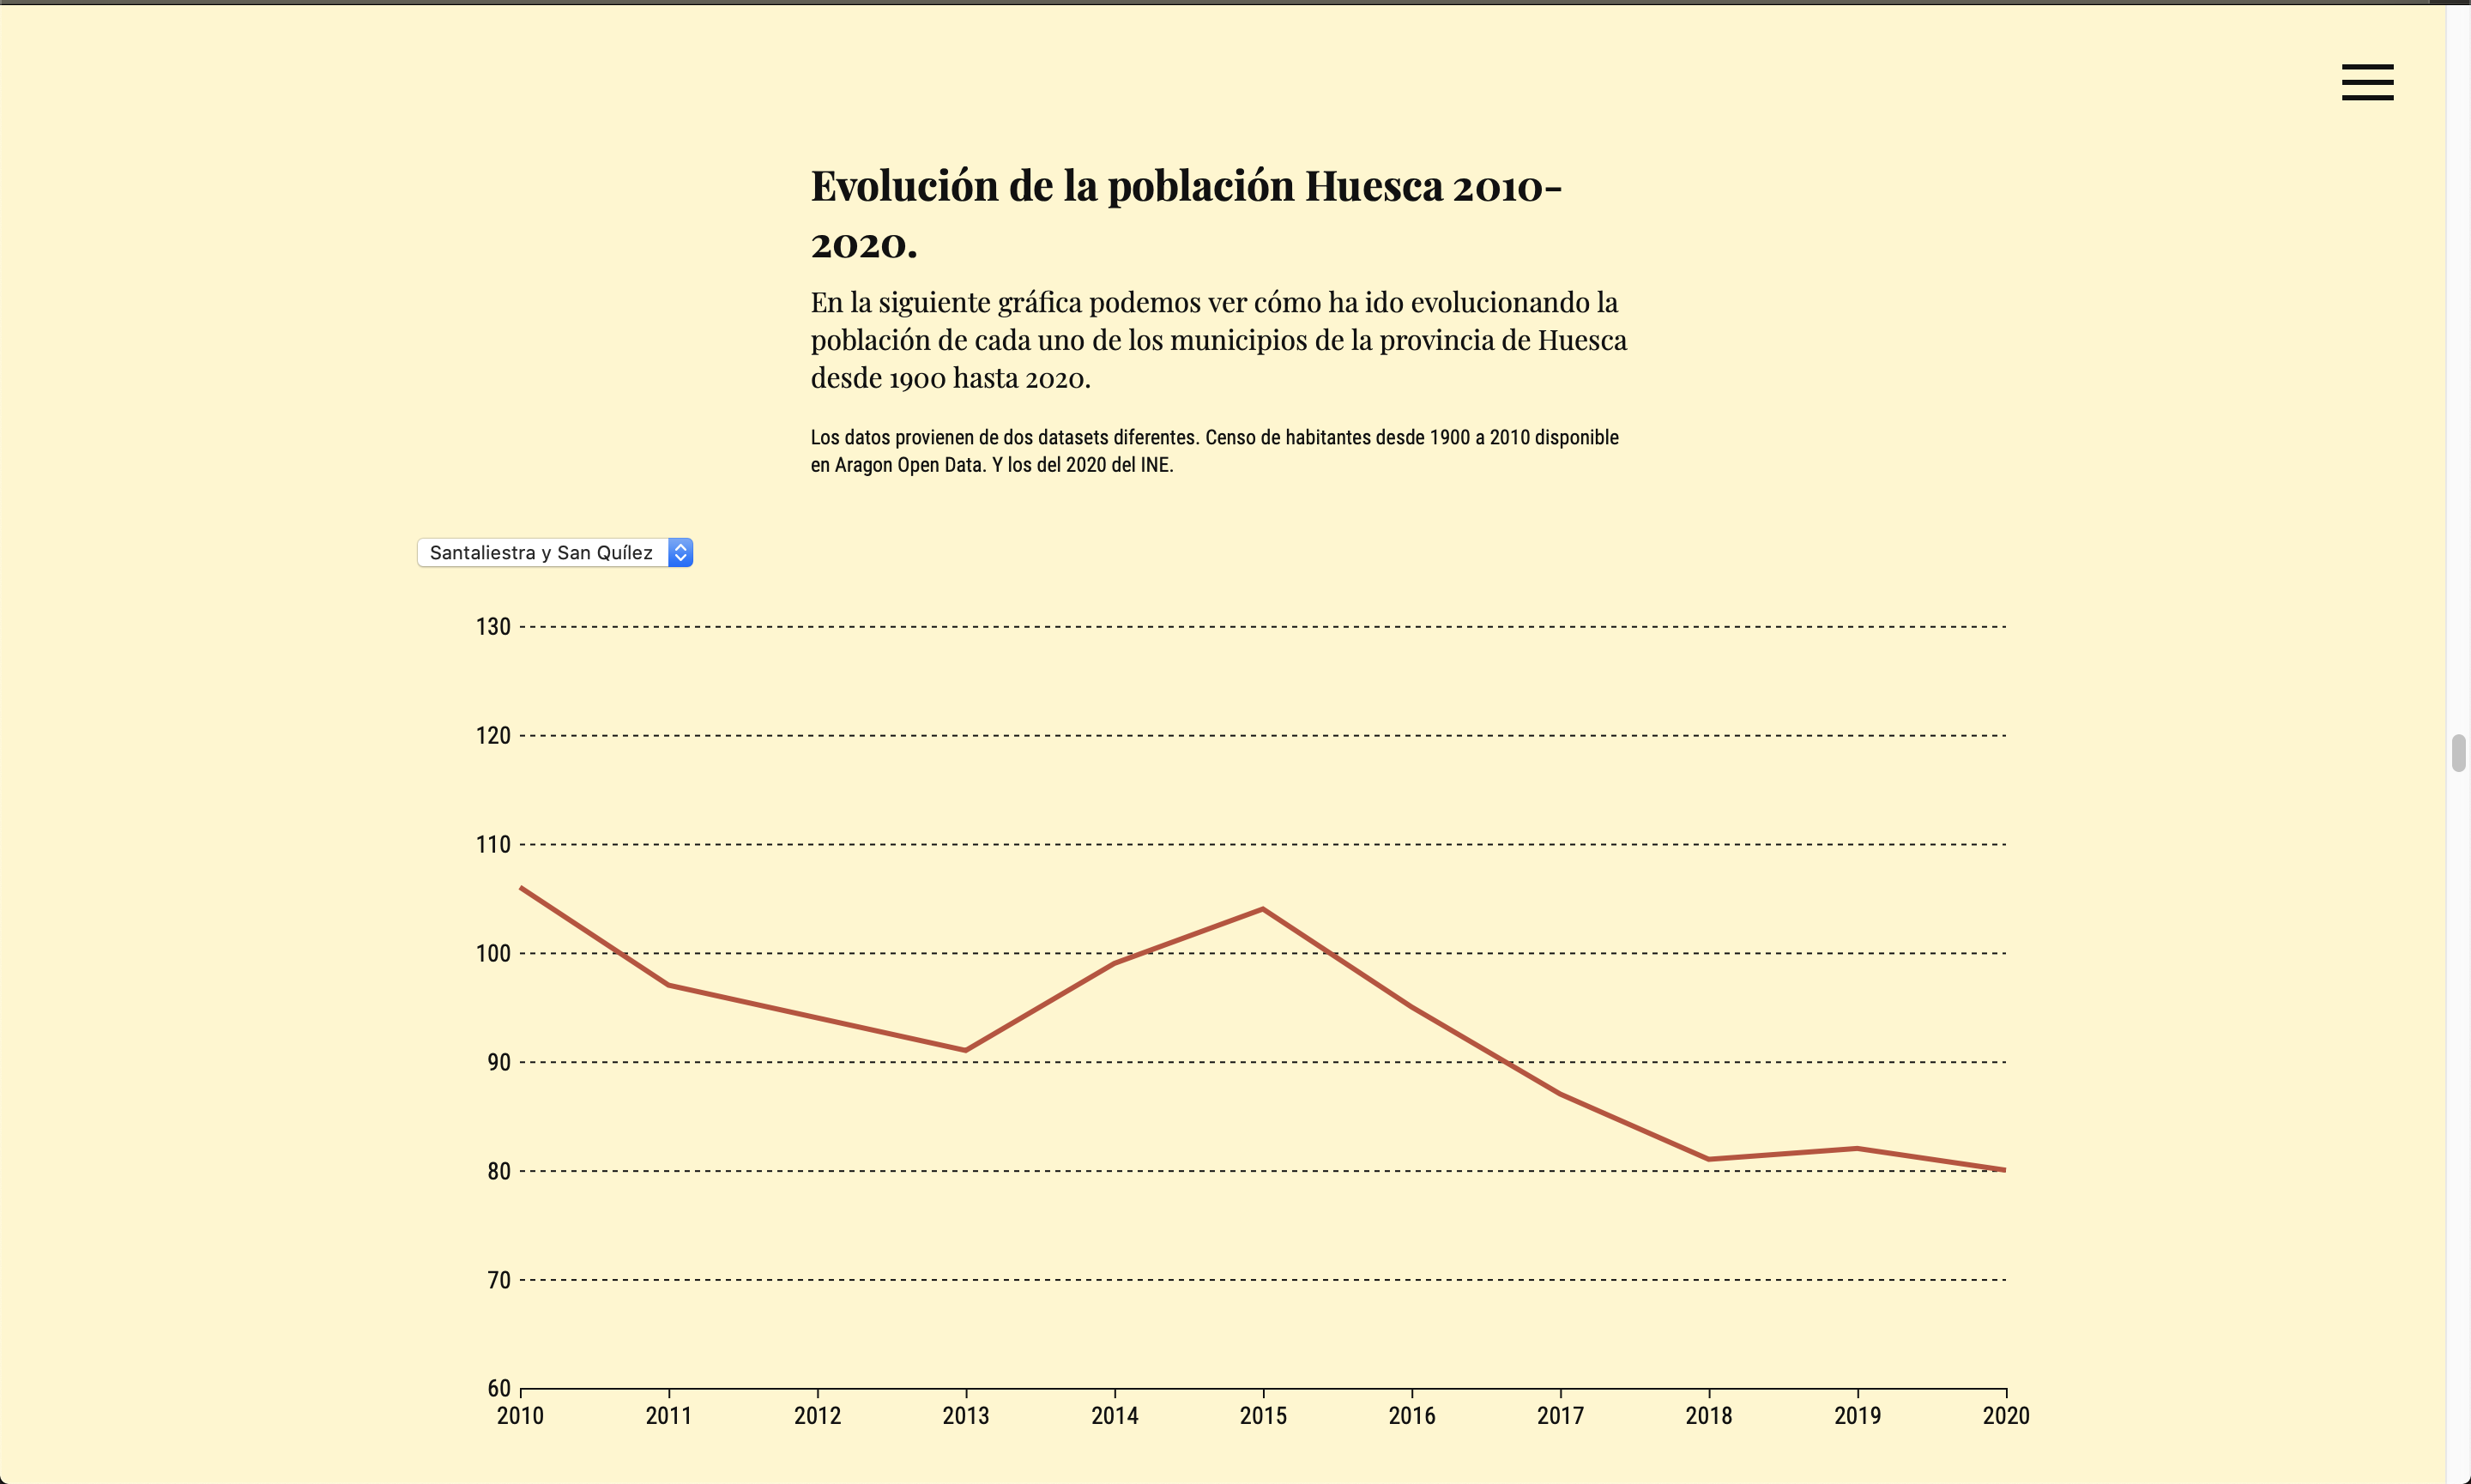 Evolución de la población Huesca 2010-
2020.
En la siguiente gráfica podemos ver cómo ha ido evolucionando la
población de cada uno de los municipios de la provincia de Huesca
desde 1900 hasta 2020.
Los datos provienen de dos datasets diferentes. Censo de habitantes desde 1900 a 2010 disponible
en Aragon Open Data. Y los del 2020 del INE.
Santaliestra y San Quílez
130
120
110
100
90
80
70
60
2010 2011 2012 2013 2014 2015 2016 2017 2018 2019 2020